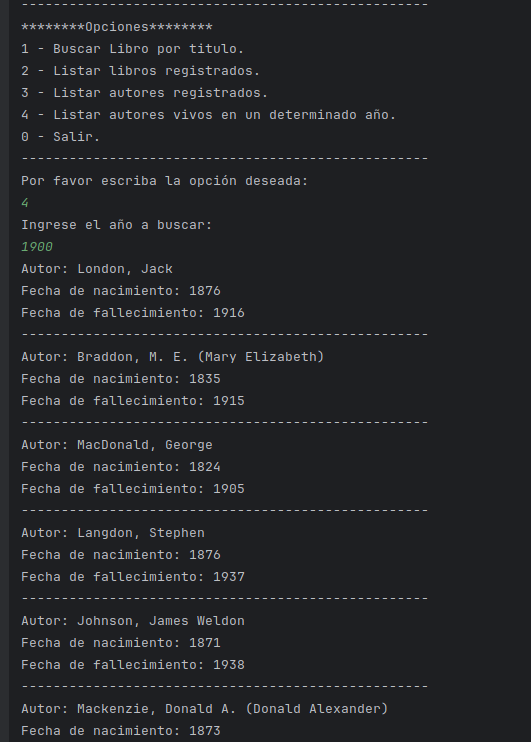 ---------------------------------------------------
********Opciones********
1 - Buscar Libro por titulo.
2 - Listar libros registrados.
3 - Listar autores registrados.
4 - Listar autores vivos en un determinado año.
0 - Salir.
---------------------------------------------------
Por favor escriba la opción deseada:
4
Ingrese el año a buscar:
1900
Autor: London, Jack
Fecha de nacimiento: 1876
Fecha de fallecimiento: 1916
---------------------------------------------------
Autor: Braddon, M. E. (Mary Elizabeth)
Fecha de nacimiento: 1835
Fecha de fallecimiento: 1915
---------------------------------------------------
Autor: MacDonald, George
Fecha de nacimiento: 1824
Fecha de fallecimiento: 1905
---------------------------------------------------
Autor: Langdon, Stephen
Fecha de nacimiento: 1876
Fecha de fallecimiento: 1937
---------------------------------------------------
Autor: Johnson, James Weldon
Fecha de nacimiento: 1871
Fecha de fallecimiento: 1938
---------------------------------------------------
Autor: Mackenzie, Donald A. (Donald Alexander)
Fecha de nacimiento: 1873